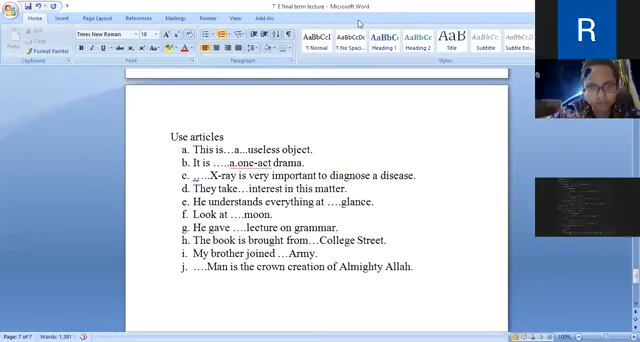 7 E final term lecture - Microsoft Word
Home Insert Page Layout References Mailings Review View Add-Ins
Cut
Copy
Paste
Format Painter
Times New Roman 18
AaBbCcI AaBbCcDc AaBbC AaBbCc AaB AaBbCc AaBbCc
¶ Normal ¶ No Spaci... Heading 1 Heading 2 Title Subtitle Subtle Em...
Clipboard Font Paragraph Styles
R
Use articles
a. This is…a...useless object.
b. It is …..a.one-act drama.
c. …..X-ray is very important to diagnose a disease.
d. They take…interest in this matter.
e. He understands everything at ….glance.
f. Look at ….moon.
g. He gave ….lecture on grammar.
h. The book is brought from…College Street.
i. My brother joined …Army.
j. ….Man is the crown creation of Almighty Allah.
Page: 7 of 7 Words: 1,381 100%